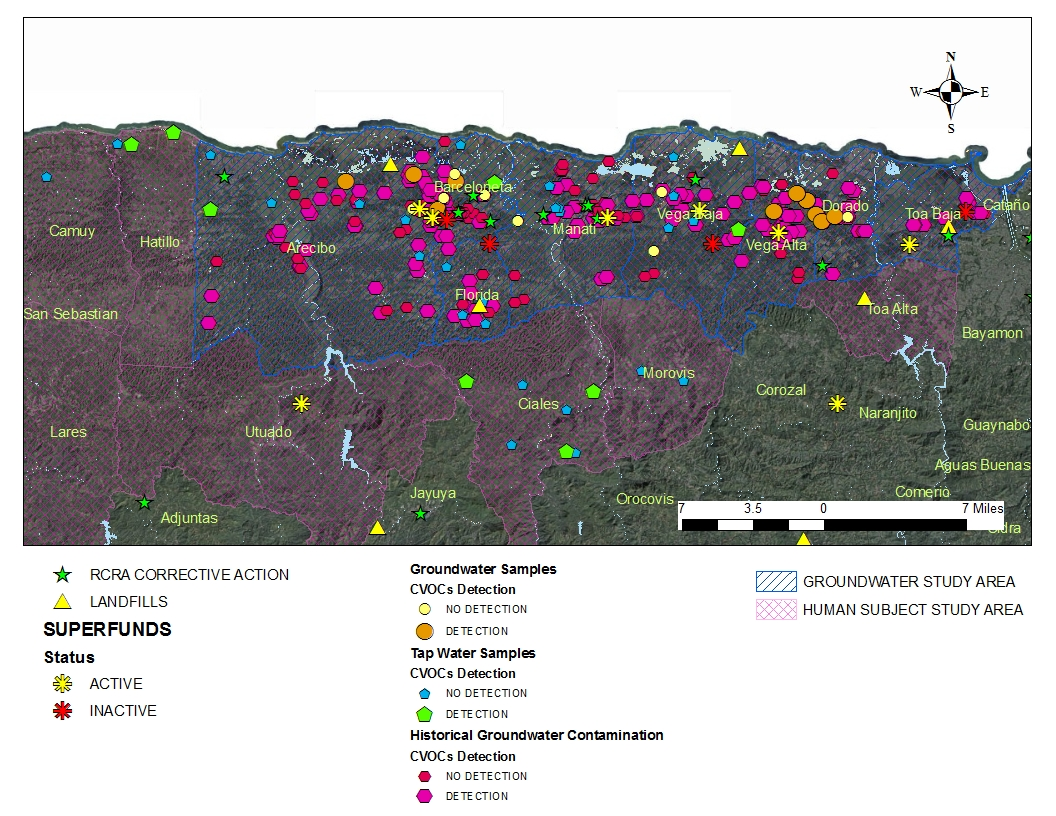 N
W E
S
Barceloneta
Cataño
Dorado
Toa Baja
Vega Baja
Manati
Camuy
Hatillo
Arecibo
Vega Alta
Florida
San Sebastian
Toa Alta
Bayamon
Morovis
Corozal
Ciales
Naranjito
Lares
Utuado
Guaynabo
Aguas Buenas
Jayuya
Orocovis
Comerio
Adjuntas
7 3.5 0 7 Miles
Cidra
RCRA CORRECTIVE ACTION
LANDFILLS
SUPERFUNDS
Status
ACTIVE
INACTIVE
Groundwater Samples
CVOCs Detection
NO DETECTION
DETECTION
Tap Water Samples
CVOCs Detection
NO DETECTION
DETECTION
Historical Groundwater Contamination
CVOCs Detection
NO DETECTION
DETECTION
GROUNDWATER STUDY AREA
HUMAN SUBJECT STUDY AREA